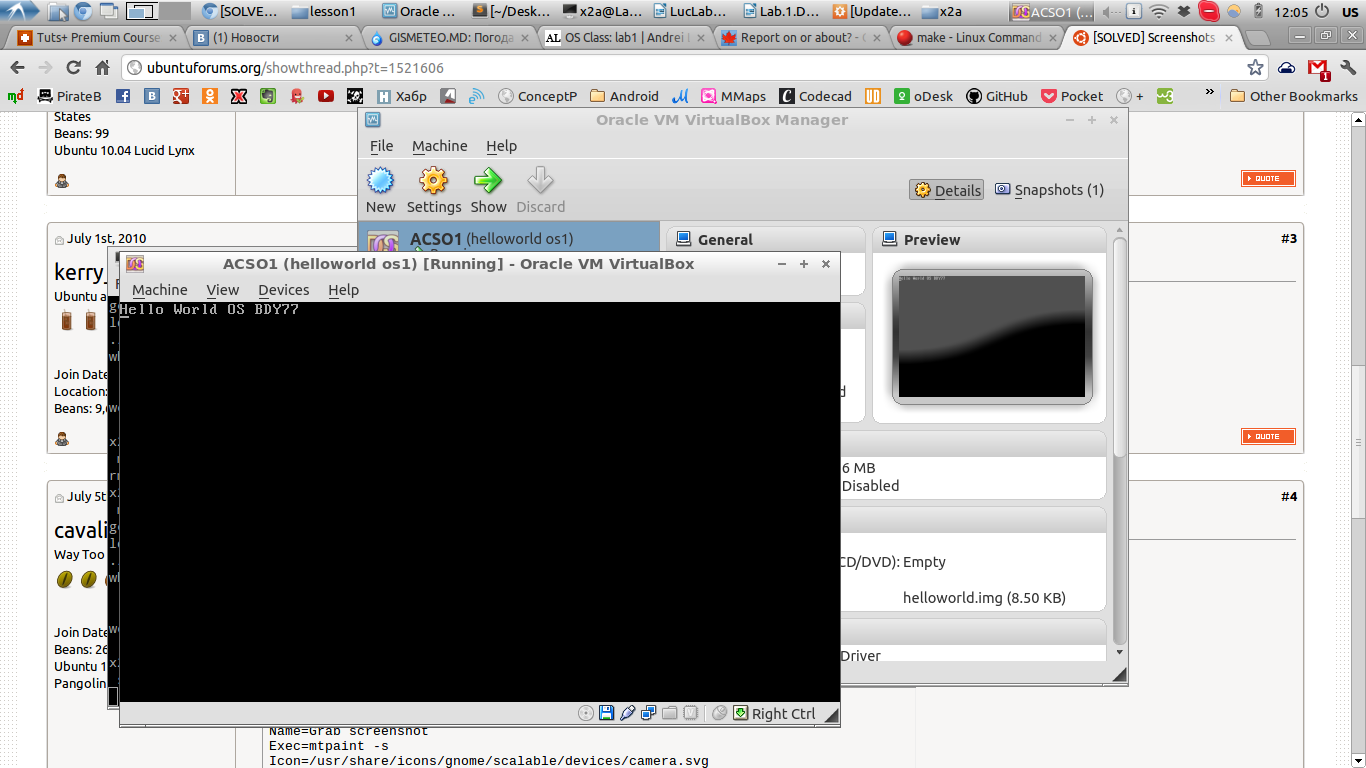 [SOLVE...
lesson1
Oracle ...
[~/Desk...
x2a@La...
LucLab...
Lab.1.D...
[Update...
x2a
ACSO1 (...
12:05
US
Tuts+ Premium Course
(1) Новости
GISMETEO.MD: Погода
OS Class: lab1 | Andrei
Report on or about? - G
make - Linux Command
[SOLVED] Screenshots
ubuntuforums.org/showthread.php?t=1521606
PirateB
Хабр
ConceptP
Android
MMaps
Codecad
oDesk
GitHub
Pocket
+
»
Other Bookmarks
States
Beans: 99
Ubuntu 10.04 Lucid Lynx
QUOTE
Oracle VM VirtualBox Manager
File Machine Help
New Settings Show Discard
Details Snapshots (1)
ACSO1 (helloworld os1)
General
Preview
July 1st, 2010
#3
kerry_
Ubuntu a
Join Date
Location:
Beans: 9,
QUOTE
ACSO1 (helloworld os1) [Running] - Oracle VM VirtualBox
Machine View Devices Help
Hello World OS BDY77
6 MB
Disabled
CD/DVD): Empty
helloworld.img (8.50 KB)
Driver
July 5t
#4
cavali
Way Too
Join Date
Beans: 26
Ubuntu 1
Pangolin
Right Ctrl
Name=Grab screenshot
Exec=mtpaint -s
Icon=/usr/share/icons/gnome/scalable/devices/camera.svg